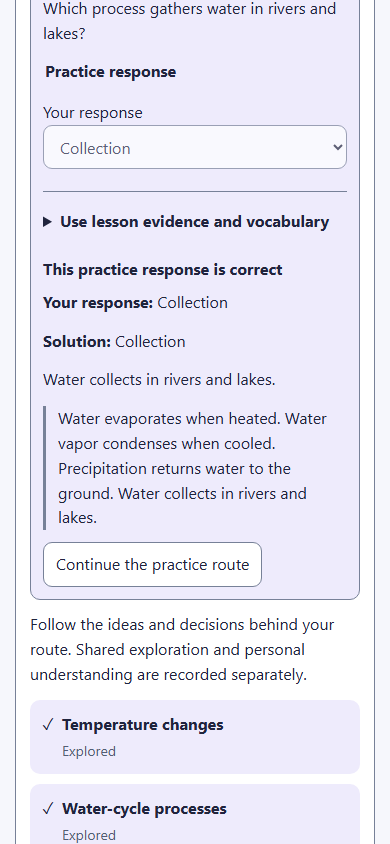 Which process gathers water in rivers and
lakes?
Practice response
Your response
Collection
Use lesson evidence and vocabulary
This practice response is correct
Your response: Collection
Solution: Collection
Water collects in rivers and lakes.
Water evaporates when heated. Water
vapor condenses when cooled.
Precipitation returns water to the
ground. Water collects in rivers and
lakes.
Continue the practice route
Follow the ideas and decisions behind your
route. Shared exploration and personal
understanding are recorded separately.
✓ Temperature changes
Explored
✓ Water-cycle processes
Explored